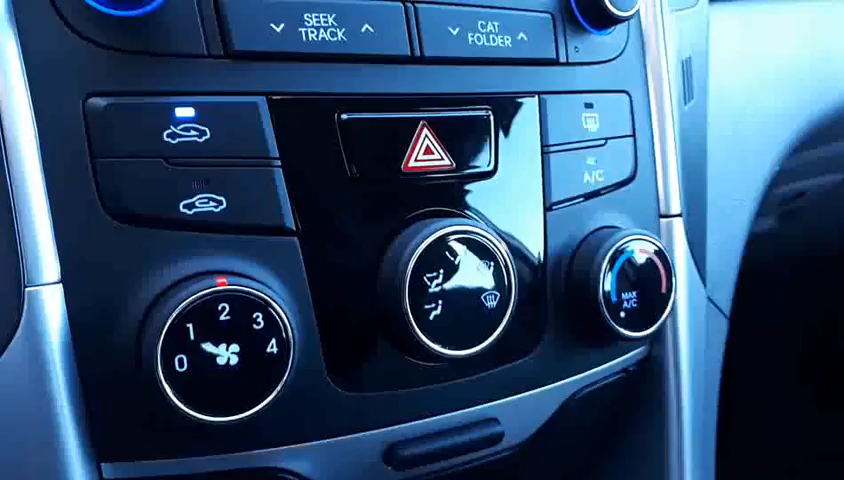 SEEK
TRACK
CAT
FOLDER
A/C
0 1 2 3 4
MAX
A/C